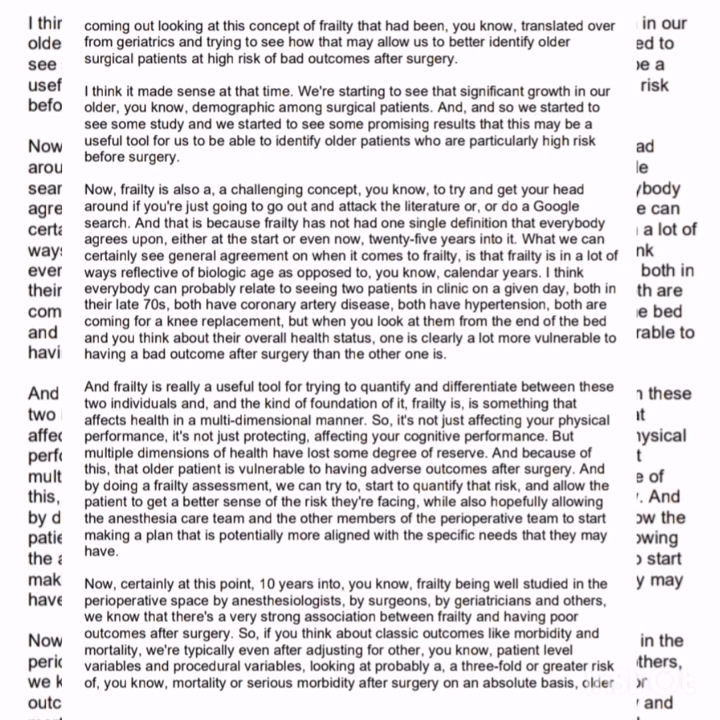 coming out looking at this concept of frailty that had been, you know, translated over
from geriatrics and trying to see how that may allow us to better identify older
surgical patients at high risk of bad outcomes after surgery.
I think it made sense at that time. We're starting to see that significant growth in our
older, you know, demographic among surgical patients. And, and so we started to
see some study and we started to see some promising results that this may be a
useful tool for us to be able to identify older patients who are particularly high risk
before surgery.
Now, frailty is also a, a challenging concept, you know, to try and get your head
around if you're just going to go out and attack the literature or, or do a Google
search. And that is because frailty has not had one single definition that everybody
agrees upon, either at the start or even now, twenty-five years into it. What we can
certainly see general agreement on when it comes to frailty, is that frailty is in a lot of
ways reflective of biologic age as opposed to, you know, calendar years. I think
everybody can probably relate to seeing two patients in clinic on a given day, both in
their late 70s, both have coronary artery disease, both have hypertension, both are
coming for a knee replacement, but when you look at them from the end of the bed
and you think about their overall health status, one is clearly a lot more vulnerable to
having a bad outcome after surgery than the other one is.
And frailty is really a useful tool for trying to quantify and differentiate between these
two individuals and, and the kind of foundation of it, frailty is, is something that
affects health in a multi-dimensional manner. So, it's not just affecting your physical
performance, it's not just protecting, affecting your cognitive performance. But
multiple dimensions of health have lost some degree of reserve. And because of
this, that older patient is vulnerable to having adverse outcomes after surgery. And
by doing a frailty assessment, we can try to, start to quantify that risk, and allow the
patient to get a better sense of the risk they're facing, while also hopefully allowing
the anesthesia care team and the other members of the perioperative team to start
making a plan that is potentially more aligned with the specific needs that they may
have.
Now, certainly at this point, 10 years into, you know, frailty being well studied in the
perioperative space by anesthesiologists, by surgeons, by geriatricians and others,
we know that there's a very strong association between frailty and having poor
outcomes after surgery. So, if you think about classic outcomes like morbidity and
mortality, we're typically even after adjusting for other, you know, patient level
variables and procedural variables, looking at probably a, a three-fold or greater risk
of, you know, mortality or serious morbidity after surgery on an absolute basis, older